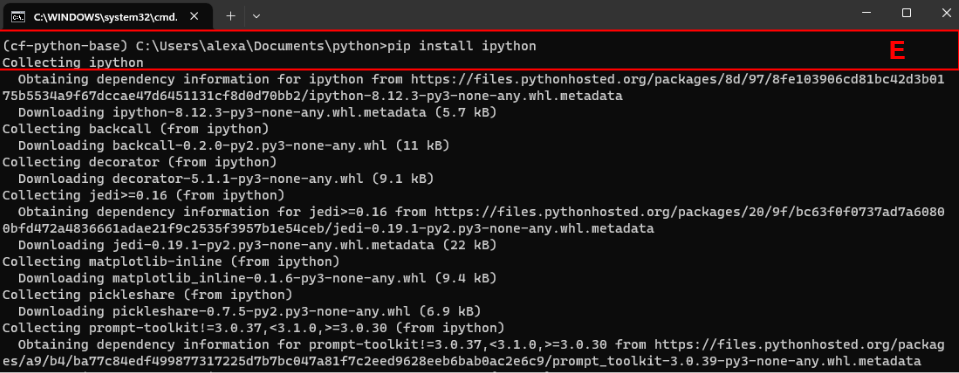 C:\WINDOWS\system32\cmd.
(cf-python-base) C:\Users\alexa\Documents\python>pip install ipython
E
Collecting ipython
  Obtaining dependency information for ipython from https://files.pythonhosted.org/packages/8d/97/8fe103906cd81bc42d3b01
75b5534a9f67dccae47d6451131cf8d0d70bb2/ipython-8.12.3-py3-none-any.whl.metadata
  Downloading ipython-8.12.3-py3-none-any.whl.metadata (5.7 kB)
Collecting backcall (from ipython)
  Downloading backcall-0.2.0-py2.py3-none-any.whl (11 kB)
Collecting decorator (from ipython)
  Downloading decorator-5.1.1-py3-none-any.whl (9.1 kB)
Collecting jedi>=0.16 (from ipython)
  Obtaining dependency information for jedi>=0.16 from https://files.pythonhosted.org/packages/20/9f/bc63f0f0737ad7a6080
0bfd472a4836661adae21f9c2535f3957b1e54ceb/jedi-0.19.1-py2.py3-none-any.whl.metadata
  Downloading jedi-0.19.1-py2.py3-none-any.whl.metadata (22 kB)
Collecting matplotlib-inline (from ipython)
  Downloading matplotlib_inline-0.1.6-py3-none-any.whl (9.4 kB)
Collecting pickleshare (from ipython)
  Downloading pickleshare-0.7.5-py2.py3-none-any.whl (6.9 kB)
Collecting prompt-toolkit!=3.0.37,<3.1.0,>=3.0.30 (from ipython)
  Obtaining dependency information for prompt-toolkit!=3.0.37,<3.1.0,>=3.0.30 from https://files.pythonhosted.org/packag
es/a9/b4/ba77c84edf499877317225d7b7bc047a81f7c2eed9628eeb6bab0ac2e6c9/prompt_toolkit-3.0.39-py3-none-any.whl.metadata